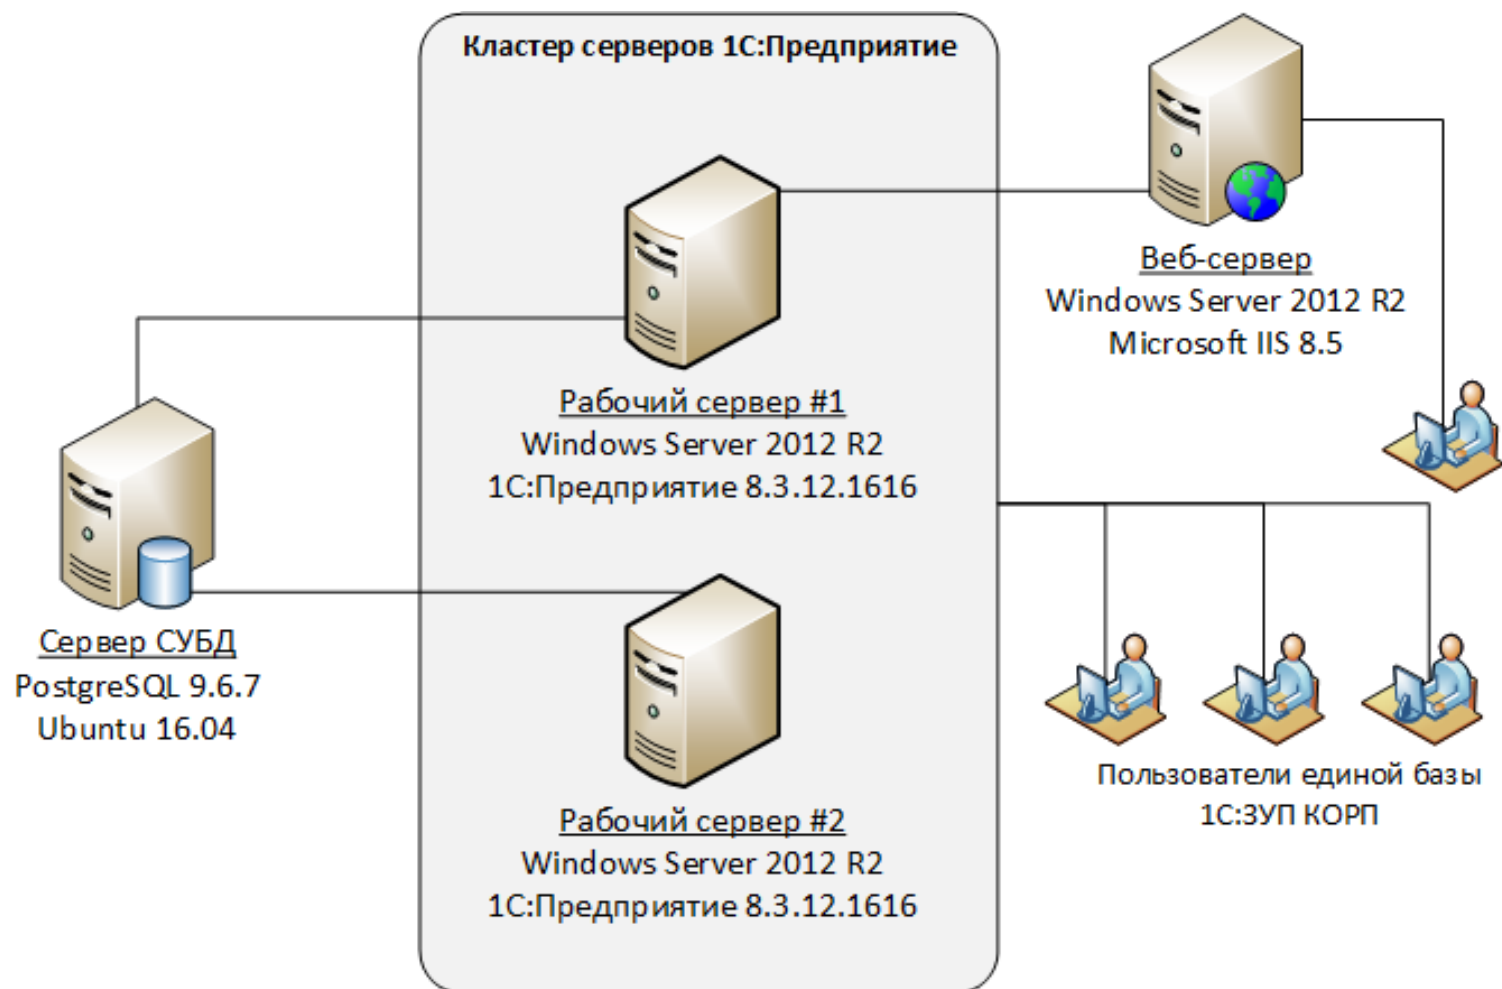 Кластер серверов 1С:Предприятие
Веб-сервер
Windows Server 2012 R2
Microsoft IIS 8.5
Рабочий сервер #1
Windows Server 2012 R2
1С:Предприятие 8.3.12.1616
Сервер СУБД
PostgreSQL 9.6.7
Ubuntu 16.04
Рабочий сервер #2
Windows Server 2012 R2
1С:Предприятие 8.3.12.1616
Пользователи единой базы
1С:ЗУП КОРП